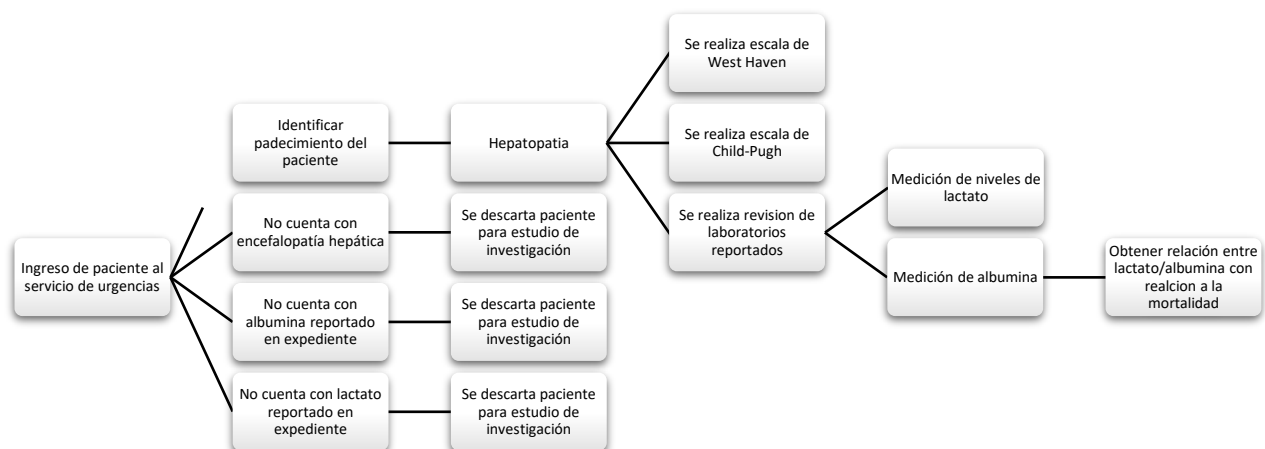 Ingreso de paciente al
servicio de urgencias
Identificar
padecimiento del
paciente
Hepatopatia
Se realiza escala de
West Haven
Se realiza escala de
Child-Pugh
Se realiza revision de
laboratorios
reportados
Medición de niveles de
lactato
Medición de albumina
Obtener relación entre
lactato/albumina con
realcion a la
mortalidad
No cuenta con
encefalopatía hepática
Se descarta paciente
para estudio de
investigación
No cuenta con
albumina reportado
en expediente
Se descarta paciente
para estudio de
investigación
No cuenta con lactato
reportado en
expediente
Se descarta paciente
para estudio de
investigación